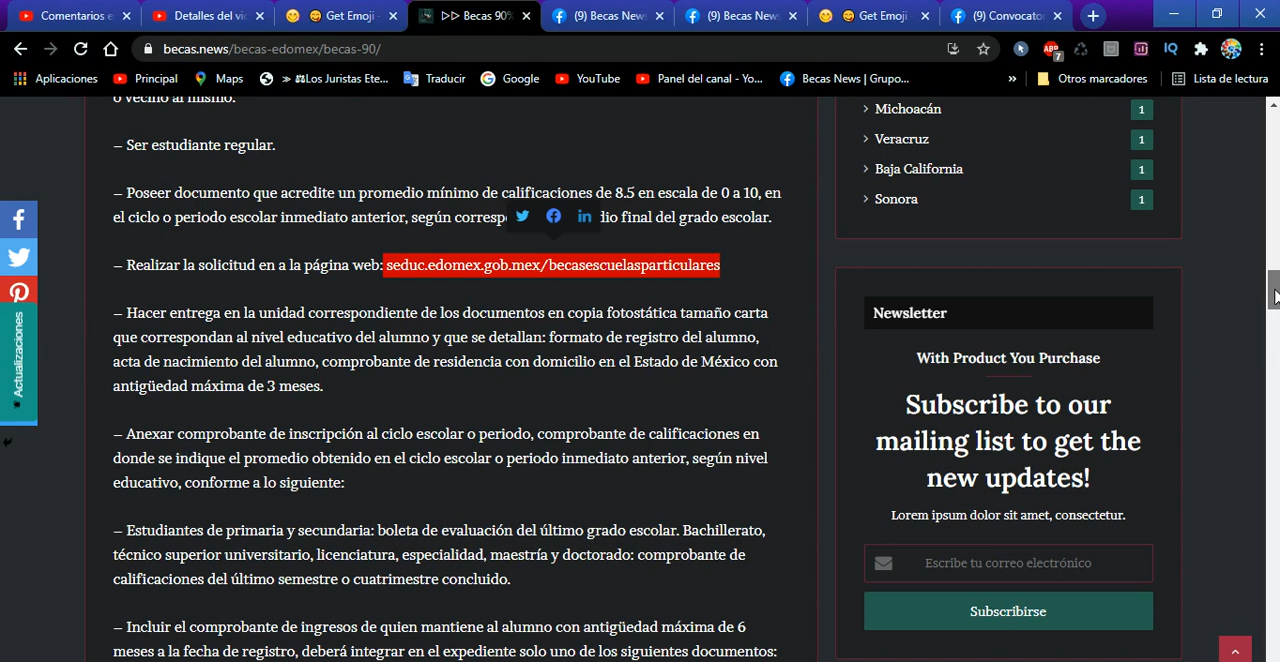 Comentarios e
Detalles del vi
Get Emoji -
▷▷ Becas 90%
(9) Becas News
(9) Becas News
Get Emoji -
(9) Convocator
becas.news/becas-edomex/becas-90/
7
IQ
Aplicaciones
Principal
Maps
» ⚖Los Juristas Ete...
Traducir
Google
YouTube
Panel del canal - Yo...
Becas News | Grupo...
»
Otros marcadores
Lista de lectura
o vecino al mismo.
– Ser estudiante regular.
– Poseer documento que acredite un promedio mínimo de calificaciones de 8.5 en escala de 0 a 10, en
el ciclo o periodo escolar inmediato anterior, según corresp dio final del grado escolar.
– Realizar la solicitud en a la página web: seduc.edomex.gob.mex/becasescuelasparticulares
– Hacer entrega en la unidad correspondiente de los documentos en copia fotostática tamaño carta
que correspondan al nivel educativo del alumno y que se detallan: formato de registro del alumno,
acta de nacimiento del alumno, comprobante de residencia con domicilio en el Estado de México con
antigüedad máxima de 3 meses.
– Anexar comprobante de inscripción al ciclo escolar o periodo, comprobante de calificaciones en
donde se indique el promedio obtenido en el ciclo escolar o periodo inmediato anterior, según nivel
educativo, conforme a lo siguiente:
– Estudiantes de primaria y secundaria: boleta de evaluación del último grado escolar. Bachillerato,
técnico superior universitario, licenciatura, especialidad, maestría y doctorado: comprobante de
calificaciones del último semestre o cuatrimestre concluido.
– Incluir el comprobante de ingresos de quien mantiene al alumno con antigüedad máxima de 6
meses a la fecha de registro, deberá integrar en el expediente solo uno de los siguientes documentos:
Actualizaciones
Michoacán 1
Veracruz 1
Baja California 1
Sonora 1
Newsletter
With Product You Purchase
Subscribe to our
mailing list to get the
new updates!
Lorem ipsum dolor sit amet, consectetur.
Escribe tu correo electrónico
Subscribirse